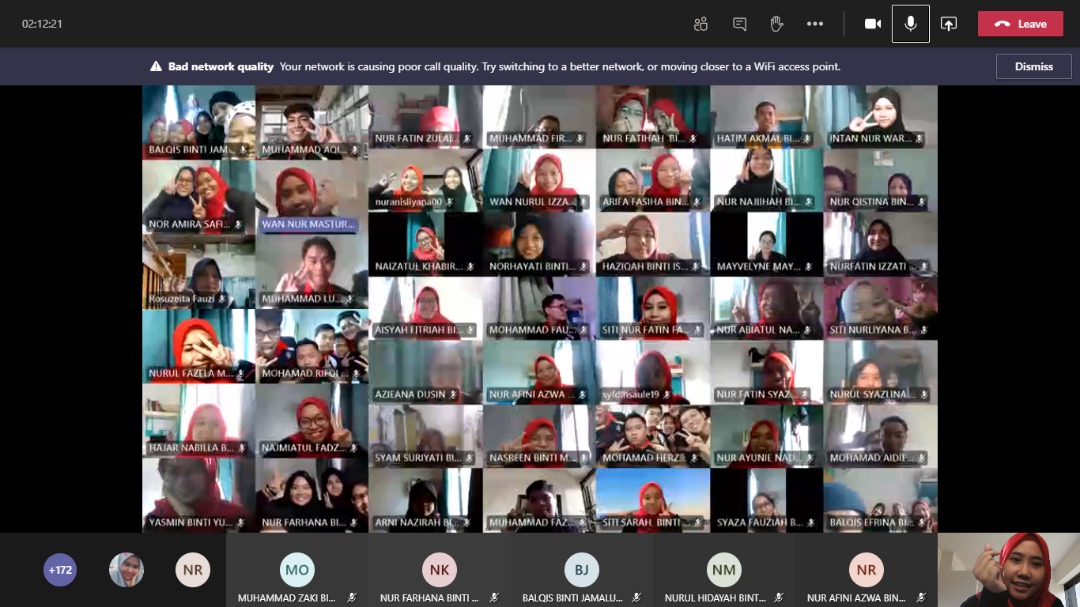 02:12:21
Leave
Bad network quality Your network is causing poor call quality. Try switching to a better network, or moving closer to a WiFi access point.
Dismiss
BALQIS BINTI JAM...
MUHAMMAD AQI...
NUR FATIN ZULAI...
MUHAMMAD FIR...
NUR FATIHAH BI...
HATIM AKMAL BI...
INTAN NUR WAR...
NOR AMIRA SAFI...
WAN NUR MASTUR...
nuranisliyapa00
WAN NURUL IZZA...
ARIFA FASIHA BIN...
NUR NAJIIHAH BI...
NUR QISTINA BIN...
Rosuzeita Fauzi
MUHAMMAD LU...
NAIZATUL KHABIR...
NORHAYATI BINTI...
HAZIQAH BINTI IS...
MAYVELYNE MAY...
NURFATIN IZZATI ...
AISYAH FITRIAH BI...
MOHAMMAD FAU...
SITI NUR FATIN FA...
NUR ABIATUL NA...
SITI NURLIYANA B...
NURUL FAZELA M...
MOHAMAD RIFQI ...
AZIEANA DUSIN
NUR AFINI AZWA ...
syidihsaule19
NUR FATIN SYAZ...
NURUL SYAZLINA...
HAJAR NABILLA B...
NAJMIATUL FADZ...
SYAM SURIYATI BI...
NASREEN BINTI M...
MOHAMAD HERZ...
NUR AYUNIE NAD...
MOHAMAD AIDIE...
YASMIN BINTI YU...
NUR FARHANA BI...
ARNI NAZIRAH BI...
MUHAMMAD FAZ...
SITI SARAH BINTI ...
SYAZA FAUZIAH B...
BALQIS EFRINA BI...
+172
NR
MO
NK
BJ
NM
NR
MUHAMMAD ZAKI BI...
NUR FARHANA BINTI ...
BALQIS BINTI JAMALU...
NURUL HIDAYAH BINT...
NUR AFINI AZWA BIN...